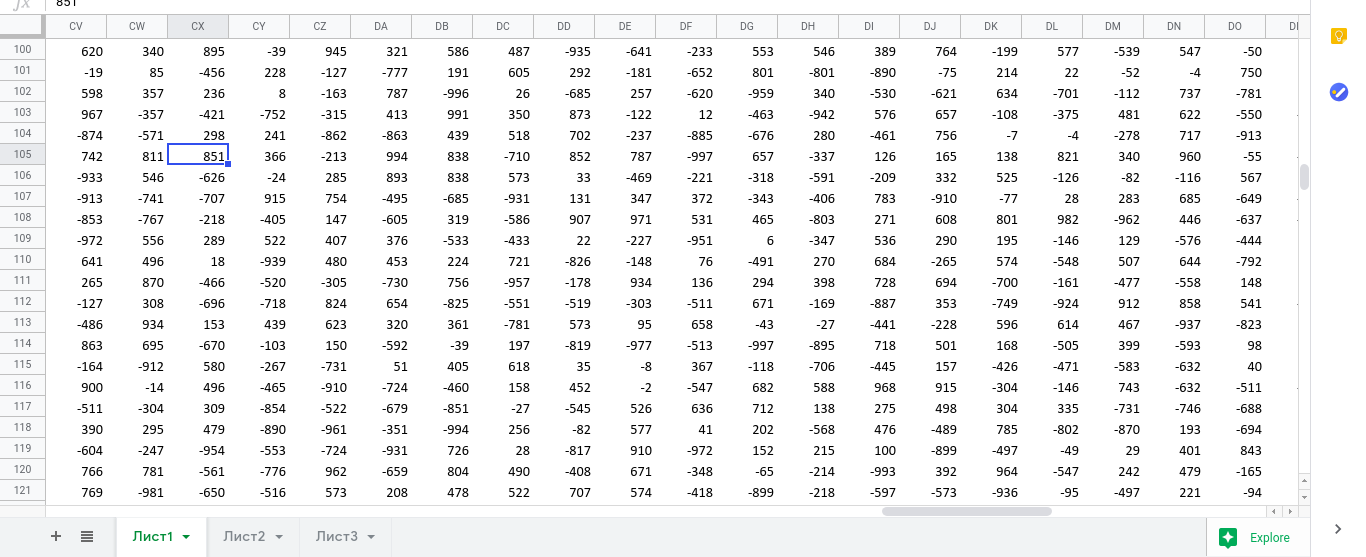 851
CV CW CX CY CZ DA DB DC DD DE DF DG DH DI DJ DK DL DM DN DO
100 620 340 895 -39 945 321 586 487 -935 -641 -233 553 546 389 764 -199 577 -539 547 -50
101 -19 85 -456 228 -127 -777 191 605 292 -181 -652 801 -801 -890 -75 214 22 -52 -4 750
102 598 357 236 8 -163 787 -996 26 -685 257 -620 -959 340 -530 -621 634 -701 -112 737 -781
103 967 -357 -421 -752 -315 413 991 350 873 -122 12 -463 -942 576 657 -108 -375 481 622 -550
104 -874 -571 298 241 -862 -863 439 518 702 -237 -885 -676 280 -461 756 -7 -4 -278 717 -913
105 742 811 851 366 -213 994 838 -710 852 787 -997 657 -337 126 165 138 821 340 960 -55
106 -933 546 -626 -24 285 893 838 573 33 -469 -221 -318 -591 -209 332 525 -126 -82 -116 567
107 -913 -741 -707 915 754 -495 -685 -931 131 347 372 -343 -406 783 -910 -77 28 283 685 -649
108 -853 -767 -218 -405 147 -605 319 -586 907 971 531 465 -803 271 608 801 982 -962 446 -637
109 -972 556 289 522 407 376 -533 -433 22 -227 -951 6 -347 536 290 195 -146 129 -576 -444
110 641 496 18 -939 480 453 224 721 -826 -148 76 -491 270 684 -265 574 -548 507 644 -792
111 265 870 -466 -520 -305 -730 756 -957 -178 934 136 294 398 728 694 -700 -161 -477 -558 148
112 -127 308 -696 -718 824 654 -825 -551 -519 -303 -511 671 -169 -887 353 -749 -924 912 858 541
113 -486 934 153 439 623 320 361 -781 573 95 658 -43 -27 -441 -228 596 614 467 -937 -823
114 863 695 -670 -103 150 -592 -39 197 -819 -977 -513 -997 -895 718 501 168 -505 399 -593 98
115 -164 -912 580 -267 -731 51 405 618 35 -8 367 -118 -706 -445 157 -426 -471 -583 -632 40
116 900 -14 496 -465 -910 -724 -460 158 452 -2 -547 682 588 968 915 -304 -146 743 -632 -511
117 -511 -304 309 -854 -522 -679 -851 -27 -545 526 636 712 138 275 498 304 335 -731 -746 -688
118 390 295 479 -890 -961 -351 -994 256 -82 577 41 202 -568 476 -489 785 -802 -870 193 -694
119 -604 -247 -954 -553 -724 -931 726 28 -817 910 -972 152 215 100 -899 -497 -49 29 401 843
120 766 781 -561 -776 962 -659 804 490 -408 671 -348 -65 -214 -993 392 964 -547 242 479 -165
121 769 -981 -650 -516 573 208 478 522 707 574 -418 -899 -218 -597 -573 -936 -95 -497 221 -94
Лист1 Лист2 Лист3 Explore